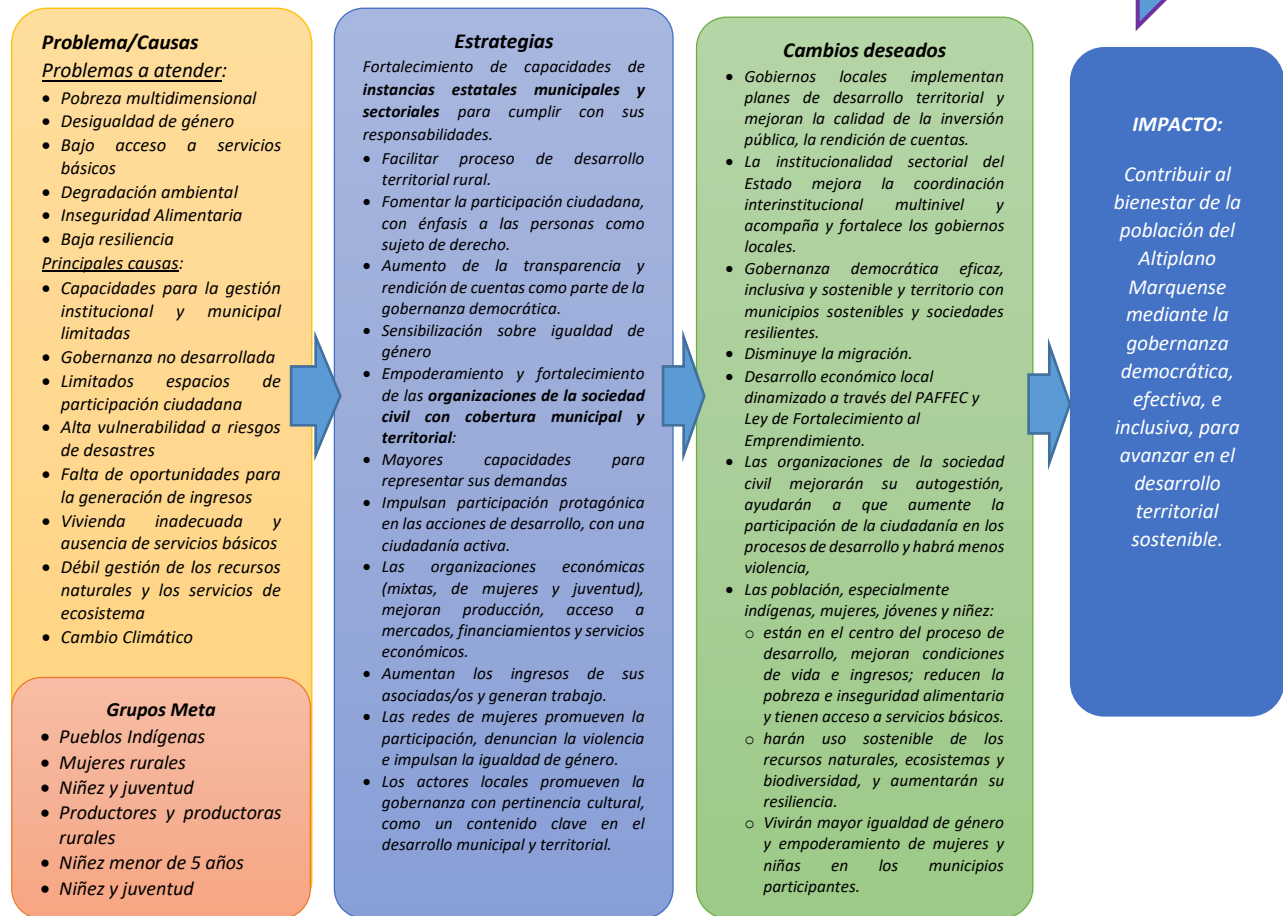 Problema/Causas
Problemas a atender:
• Pobreza multidimensional
• Desigualdad de género
• Bajo acceso a servicios
básicos
• Degradación ambiental
• Inseguridad Alimentaria
• Baja resiliencia
Principales causas:
• Capacidades para la gestión
institucional y municipal
limitadas
• Gobernanza no desarrollada
• Limitados espacios de
participación ciudadana
• Alta vulnerabilidad a riesgos
de desastres
• Falta de oportunidades para
la generación de ingresos
• Vivienda inadecuada y
ausencia de servicios básicos
• Débil gestión de los recursos
naturales y los servicios de
ecosistema
• Cambio Climático
Grupos Meta
• Pueblos Indígenas
• Mujeres rurales
• Niñez y juventud
• Productores y productoras
rurales
• Niñez menor de 5 años
• Niñez y juventud
Estrategias
Fortalecimiento de capacidades de
instancias estatales municipales y
sectoriales para cumplir con sus
responsabilidades.
• Facilitar proceso de desarrollo
territorial rural.
• Fomentar la participación ciudadana,
con énfasis a las personas como
sujeto de derecho.
• Aumento de la transparencia y
rendición de cuentas como parte de la
gobernanza democrática.
• Sensibilización sobre igualdad de
género
• Empoderamiento y fortalecimiento
de las organizaciones de la sociedad
civil con cobertura municipal y
territorial:
• Mayores capacidades para
representar sus demandas
• Impulsan participación protagónica
en las acciones de desarrollo, con una
ciudadanía activa.
• Las organizaciones económicas
(mixtas, de mujeres y juventud),
mejoran producción, acceso a
mercados, financiamientos y servicios
económicos.
• Aumentan los ingresos de sus
asociadas/os y generan trabajo.
• Las redes de mujeres promueven la
participación, denuncian la violencia
e impulsan la igualdad de género.
• Los actores locales promueven la
gobernanza con pertinencia cultural,
como un contenido clave en el
desarrollo municipal y territorial.
Cambios deseados
• Gobiernos locales implementan
planes de desarrollo territorial y
mejoran la calidad de la inversión
pública, la rendición de cuentas.
• La institucionalidad sectorial del
Estado mejora la coordinación
interinstitucional multinivel y
acompaña y fortalece los gobiernos
locales.
• Gobernanza democrática eficaz,
inclusiva y sostenible y territorio con
municipios sostenibles y sociedades
resilientes.
• Disminuye la migración.
• Desarrollo económico local
dinamizado a través del PAFFEC y
Ley de Fortalecimiento al
Emprendimiento.
• Las organizaciones de la sociedad
civil mejorarán su autogestión,
ayudarán a que aumente la
participación de la ciudadanía en los
procesos de desarrollo y habrá menos
violencia,
• Las población, especialmente
indígenas, mujeres, jóvenes y niñez:
o están en el centro del proceso de
desarrollo, mejoran condiciones
de vida e ingresos; reducen la
pobreza e inseguridad alimentaria
y tienen acceso a servicios básicos.
o harán uso sostenible de los
recursos naturales, ecosistemas y
biodiversidad, y aumentarán su
resiliencia.
o Vivirán mayor igualdad de género
y empoderamiento de mujeres y
niñas en los municipios
participantes.
IMPACTO:
Contribuir al
bienestar de la
población del
Altiplano
Marquense
mediante la
gobernanza
democrática,
efectiva, e
inclusiva, para
avanzar en el
desarrollo
territorial
sostenible.